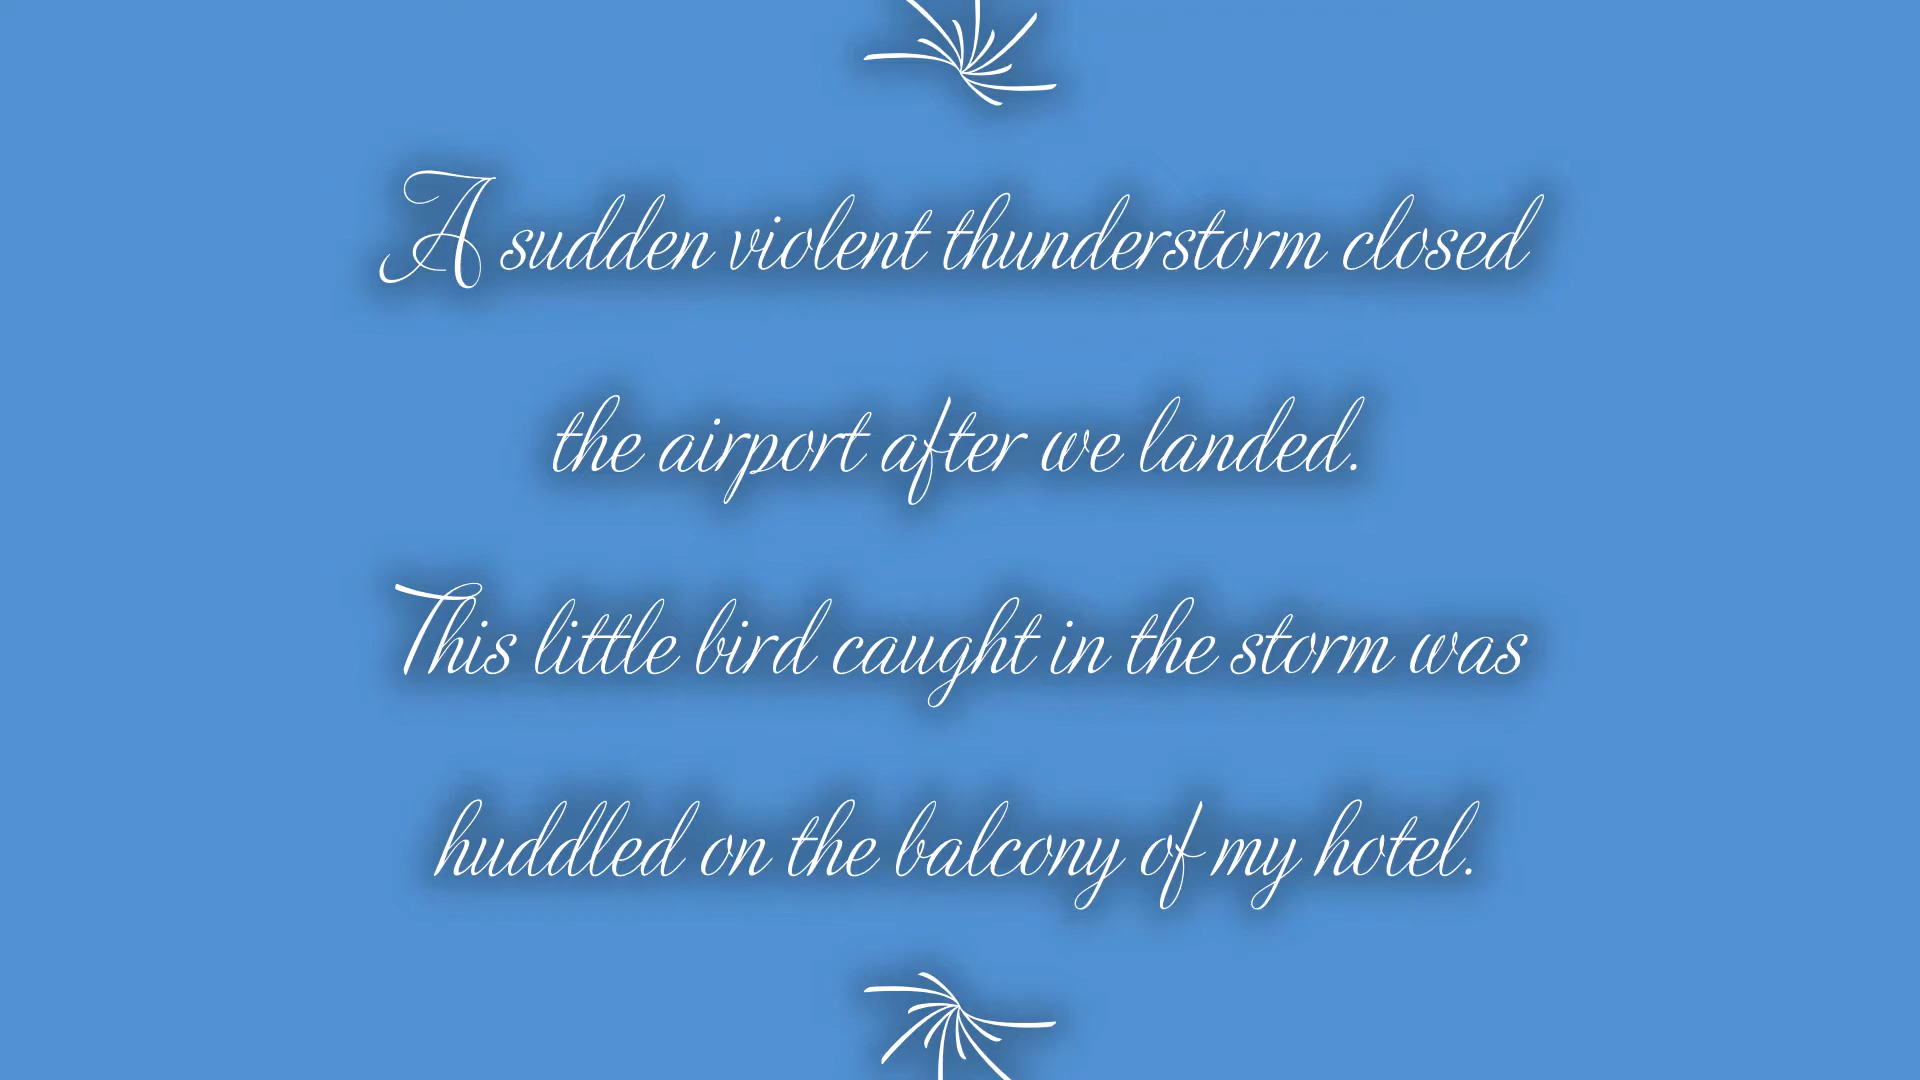 A sudden violent thunderstorm closed
the airport after we landed.
This little bird caught in the storm was
huddled on the balcony of my hotel.